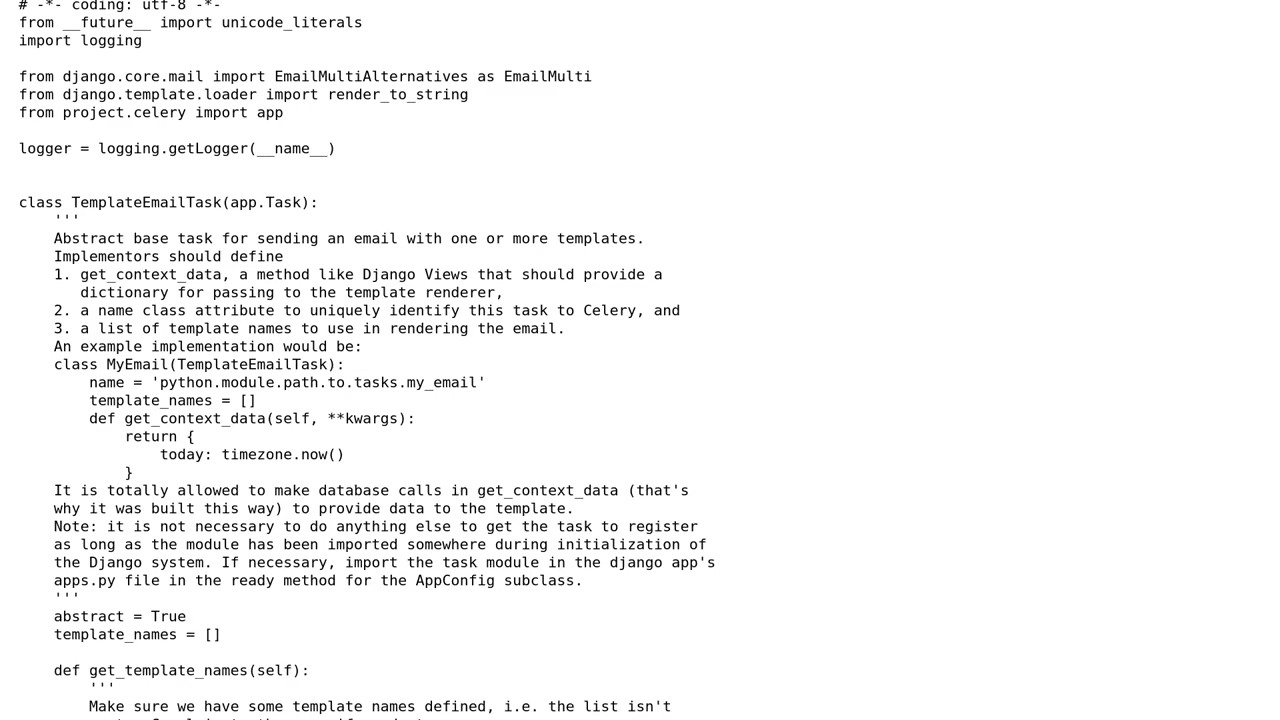 # -*- coding: utf-8 -*-
from __future__ import unicode_literals
import logging

from django.core.mail import EmailMultiAlternatives as EmailMulti
from django.template.loader import render_to_string
from project.celery import app

logger = logging.getLogger(__name__)


class TemplateEmailTask(app.Task):
    '''
    Abstract base task for sending an email with one or more templates.
    Implementors should define
    1. get_context_data, a method like Django Views that should provide a
       dictionary for passing to the template renderer,
    2. a name class attribute to uniquely identify this task to Celery, and
    3. a list of template names to use in rendering the email.
    An example implementation would be:
    class MyEmail(TemplateEmailTask):
        name = 'python.module.path.to.tasks.my_email'
        template_names = []
        def get_context_data(self, **kwargs):
            return {
                today: timezone.now()
            }
    It is totally allowed to make database calls in get_context_data (that's
    why it was built this way) to provide data to the template.
    Note: it is not necessary to do anything else to get the task to register
    as long as the module has been imported somewhere during initialization of
    the Django system. If necessary, import the task module in the django app's
    apps.py file in the ready method for the AppConfig subclass.
    '''
    abstract = True
    template_names = []

    def get_template_names(self):
        '''
        Make sure we have some template names defined, i.e. the list isn't